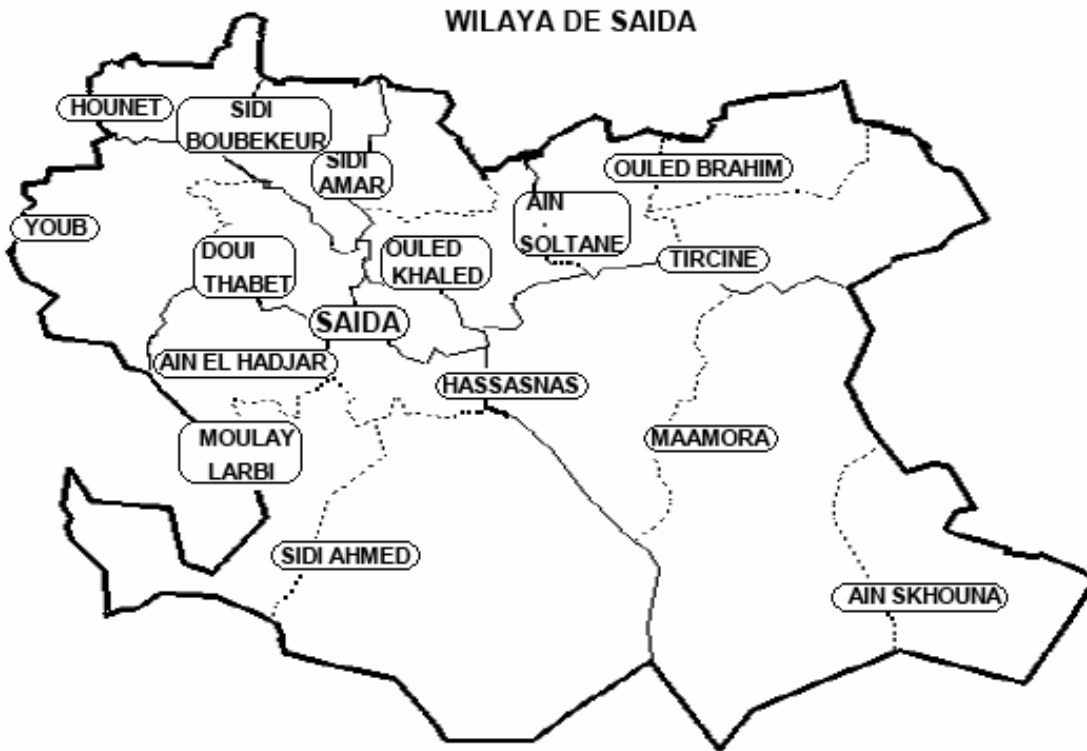 WILAYA DE SAIDA
HOUNET
SIDI
BOUBEKEUR
SIDI
AMAR
OULED BRAHIM
AIN
SOLTANE
YOUB
DOUI
THABET
OULED
KHALED
TIRCINE
SAIDA
AIN EL HADJAR
HASSASNAS
MOULAY
LARBI
MAAMORA
SIDI AHMED
AIN SKHOUNA